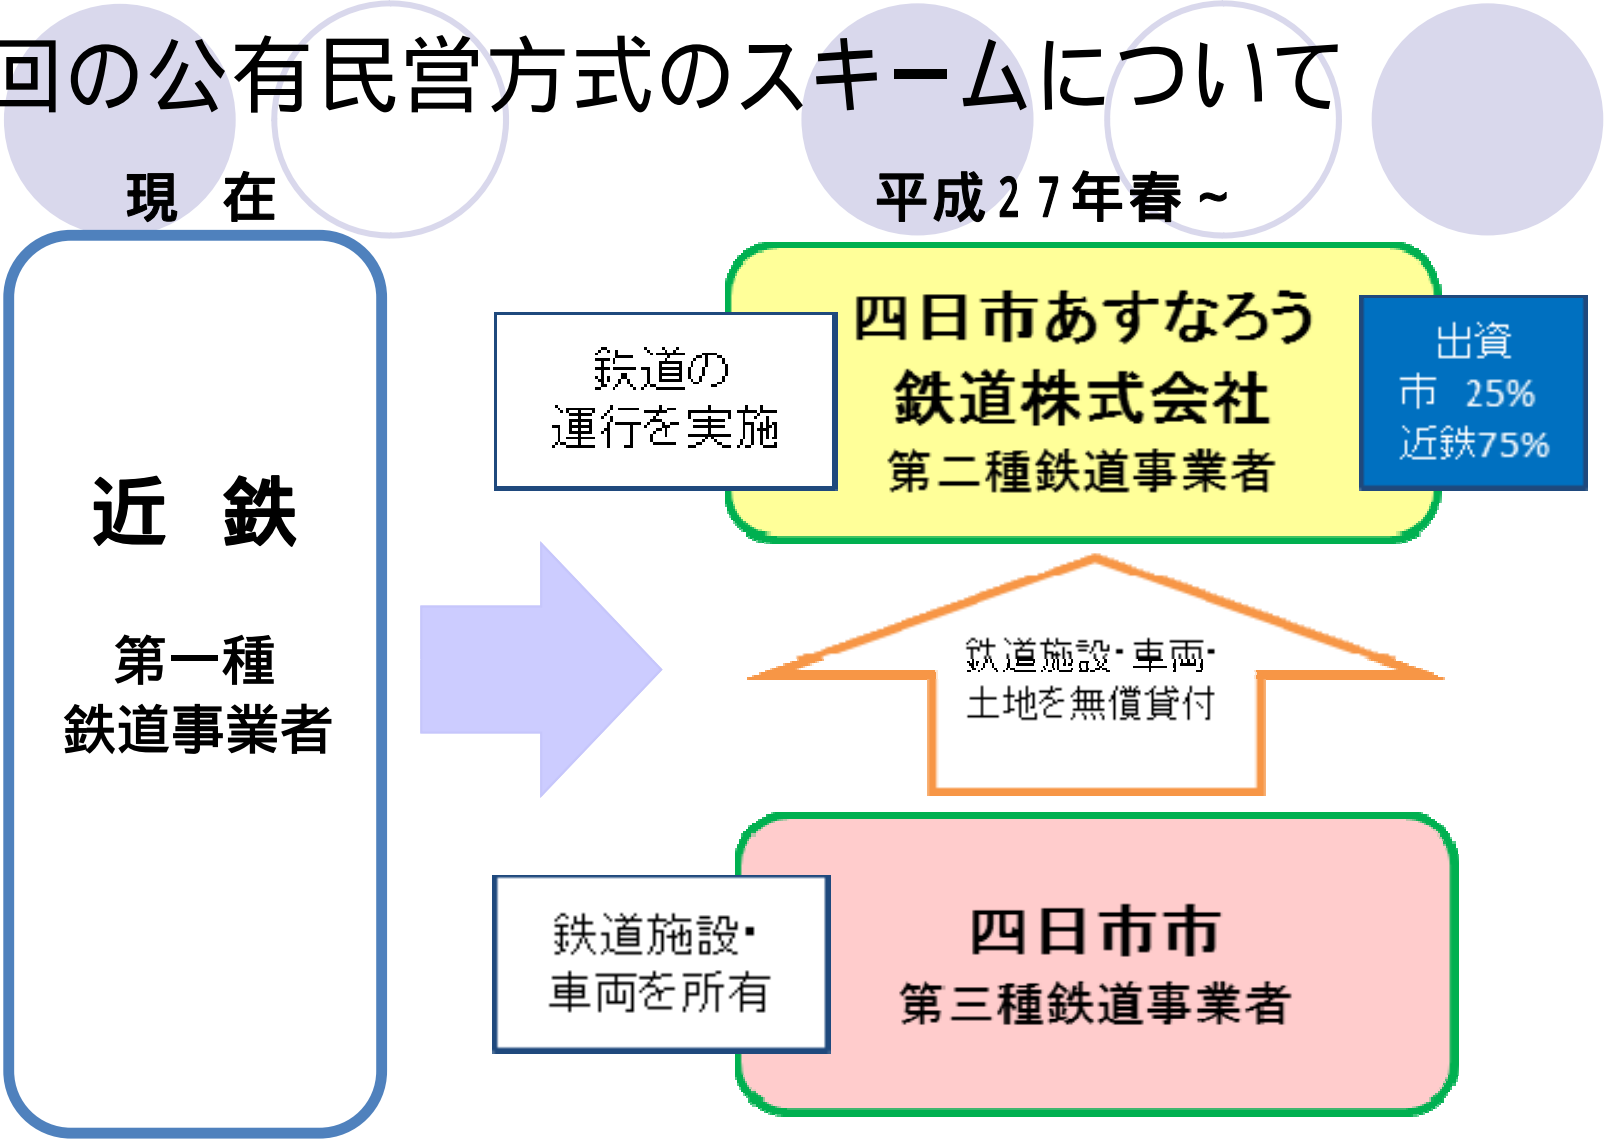 回の公有民営方式のスキームについて
現 在
平成27年春～
近 鉄
第一種
鉄道事業者
鉄道の
運行を実施
四日市あすなろう
鉄道株式会社
第二種鉄道事業者
出資
市 25%
近鉄75%
鉄道施設・車両・
土地を無償貸付
鉄道施設・
車両を所有
四日市市
第三種鉄道事業者